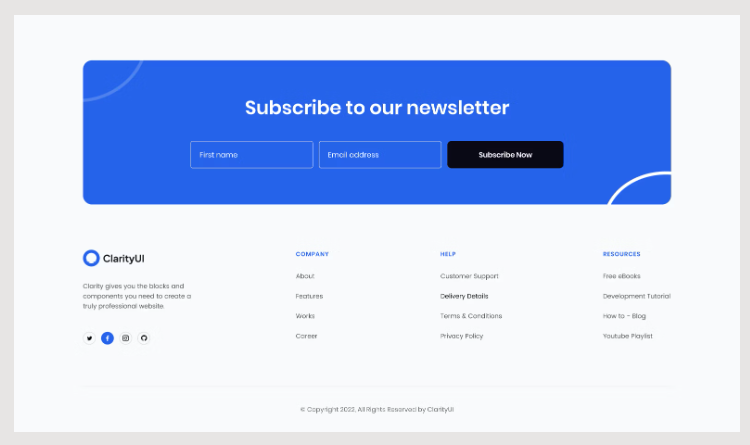 Subscribe to our newsletter
First name
Email address
Subscribe Now
ClarityUI
Clarity gives you the blocks and
components you need to create a
truly professional website.
COMPANY
About
Features
Works
Career
HELP
Customer Support
Delivery Details
Terms & Conditions
Privacy Policy
RESOURCES
Free eBooks
Development Tutorial
How to - Blog
Youtube Playlist
© Copyright 2022, All Rights Reserved by ClarityUI